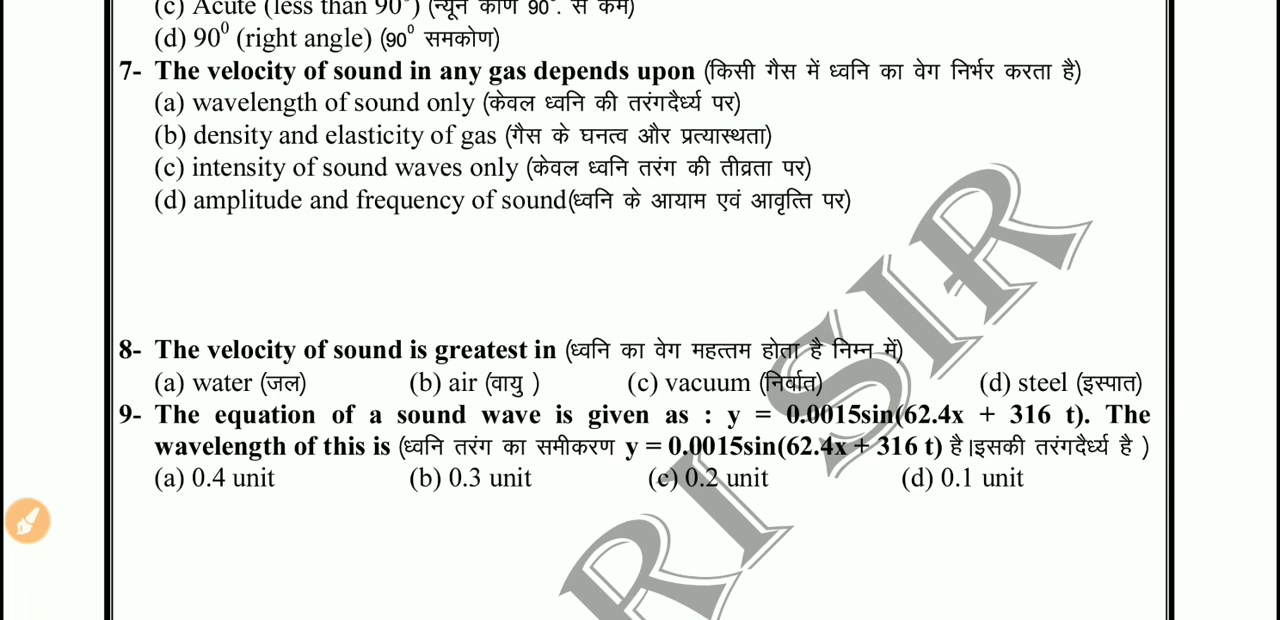 (c) Acute (less than 90°) (न्यून कोण 90°. से कम)
(d) 90⁰ (right angle) (90⁰ समकोण)
7- The velocity of sound in any gas depends upon (किसी गैस में ध्वनि का वेग निर्भर करता है)
(a) wavelength of sound only (केवल ध्वनि की तरंगदैर्ध्य पर)
(b) density and elasticity of gas (गैस के घनत्व और प्रत्यास्थता)
(c) intensity of sound waves only (केवल ध्वनि तरंग की तीव्रता पर)
(d) amplitude and frequency of sound(ध्वनि के आयाम एवं आवृत्ति पर)
8- The velocity of sound is greatest in (ध्वनि का वेग महत्तम होता है निम्न में)
(a) water (जल) (b) air (वायु ) (c) vacuum (निर्वात) (d) steel (इस्पात)
9- The equation of a sound wave is given as : y = 0.0015sin(62.4x + 316 t). The
wavelength of this is (ध्वनि तरंग का समीकरण y = 0.0015sin(62.4x + 316 t) है।इसकी तरंगदैर्ध्य है )
(a) 0.4 unit (b) 0.3 unit (c) 0.2 unit (d) 0.1 unit
RI SIR